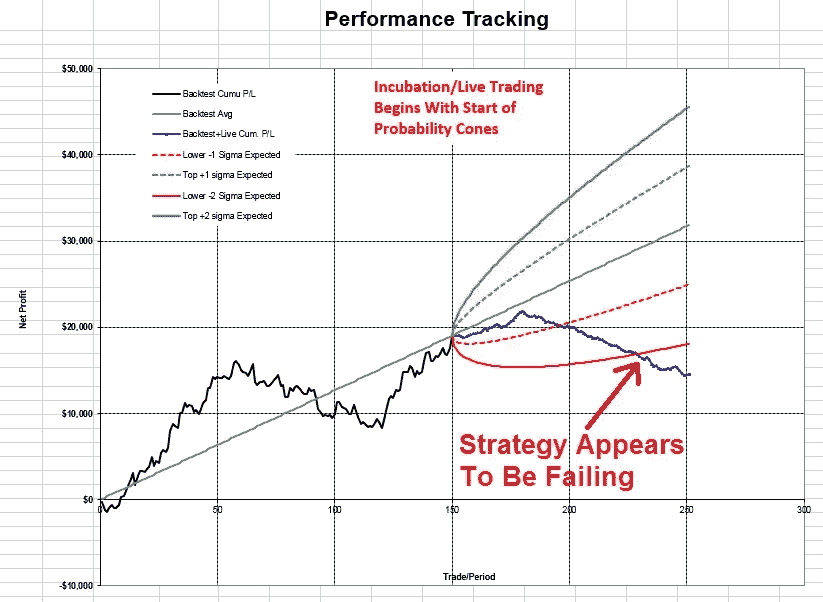 Performance Tracking
$50,000
$40,000
$30,000
$20,000
$10,000
$0
-$10,000
Net Profit
Backtest Cumu P/L
Backtest Avg
Backtest+Live Cum. P/L
Lower -1 Sigma Expected
Top +1 sigma Expected
Lower -2 Sigma Expected
Top +2 sigma Expected
Incubation/Live Trading
Begins With Start of
Probability Cones
Strategy Appears
To Be Failing
0 50 100 150 200 250 300
Trade/Period